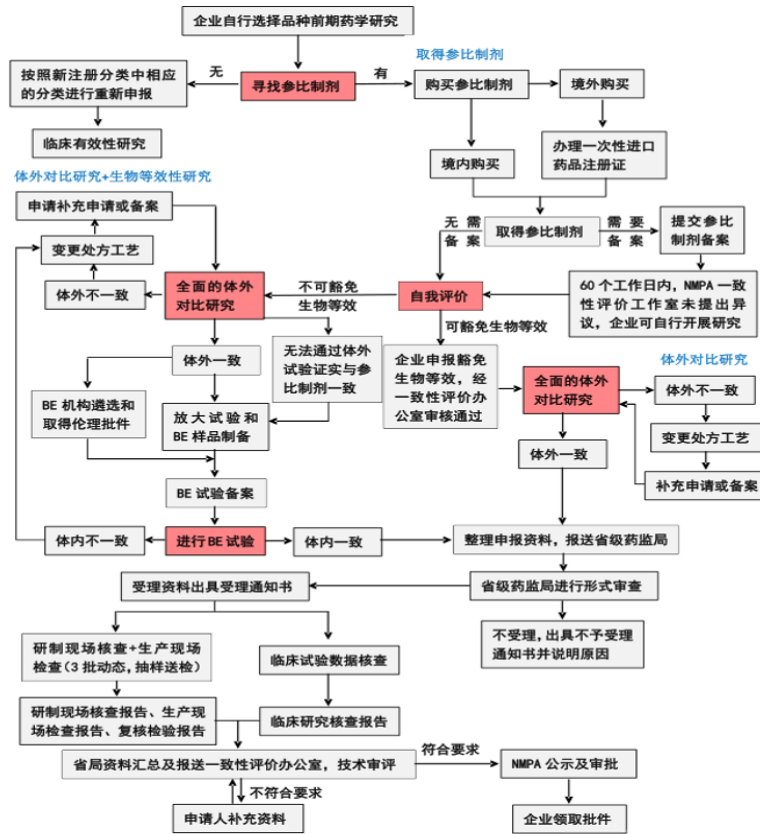 企业自行选择品种前期药学研究
取得参比制剂
按照新注册分类中相应
的分类进行重新申报
无
寻找参比制剂
有
购买参比制剂
境外购买
临床有效性研究
境内购买
办理一次性进口
药品注册证
体外对比研究+生物等效性研究
申请补充申请或备案
无需
备案
取得参比制剂
需要
备案
提交参比
制剂备案
变更处方工艺
体外不一致
全面的体外
对比研究
不可豁免
生物等效
自我评价
60个工作日内，NMPA一致
性评价工作室未提出异
议，企业可自行开展研究
可豁免生物等效
体外一致
无法通过体外
试验证实与参
比制剂一致
企业申报豁免
生物等效，经
一致性评价办
公室审核通过
全面的体外
对比研究
体外对比研究
体外不一致
BE机构遴选和
取得伦理批件
放大试验和
BE样品制备
变更处方工艺
体外一致
补充申请或备案
BE试验备案
体内不一致
进行BE试验
体内一致
整理申报资料，报送省级药监局
受理资料出具受理通知书
省级药监局进行形式审查
研制现场核查+生产现场
检查（3批动态，抽样送检）
临床试验数据核查
不受理，出具不予受理
通知书并说明原因
研制现场核查报告、生产现
场检查报告、复核检验报告
临床研究核查报告
省局资料汇总及报送一致性评价办公室，技术审评
符合要求
NMPA公示及审批
不符合要求
申请人补充资料
企业领取批件